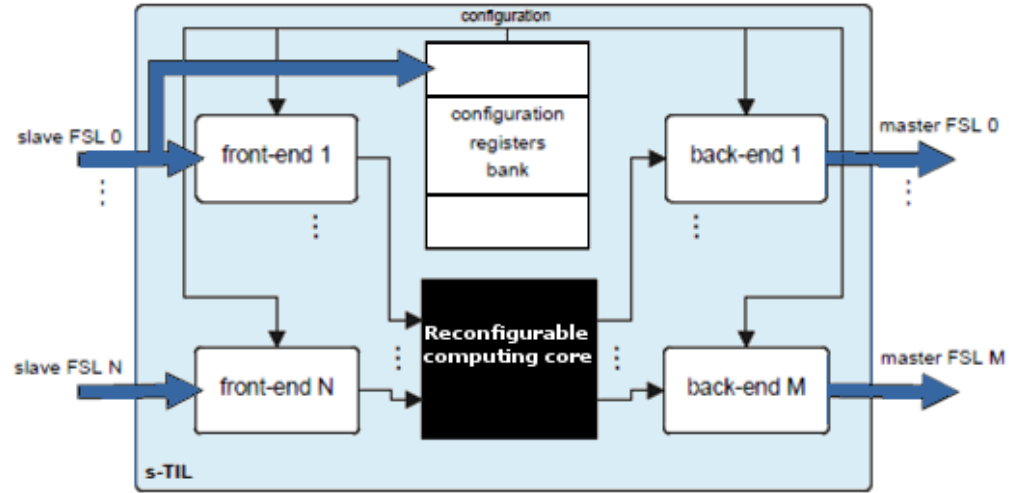 configuration
slave FSL 0
front-end 1
configuration
registers
bank
back-end 1
master FSL 0
Reconfigurable
computing core
slave FSL N
front-end N
back-end M
master FSL M
s-TIL